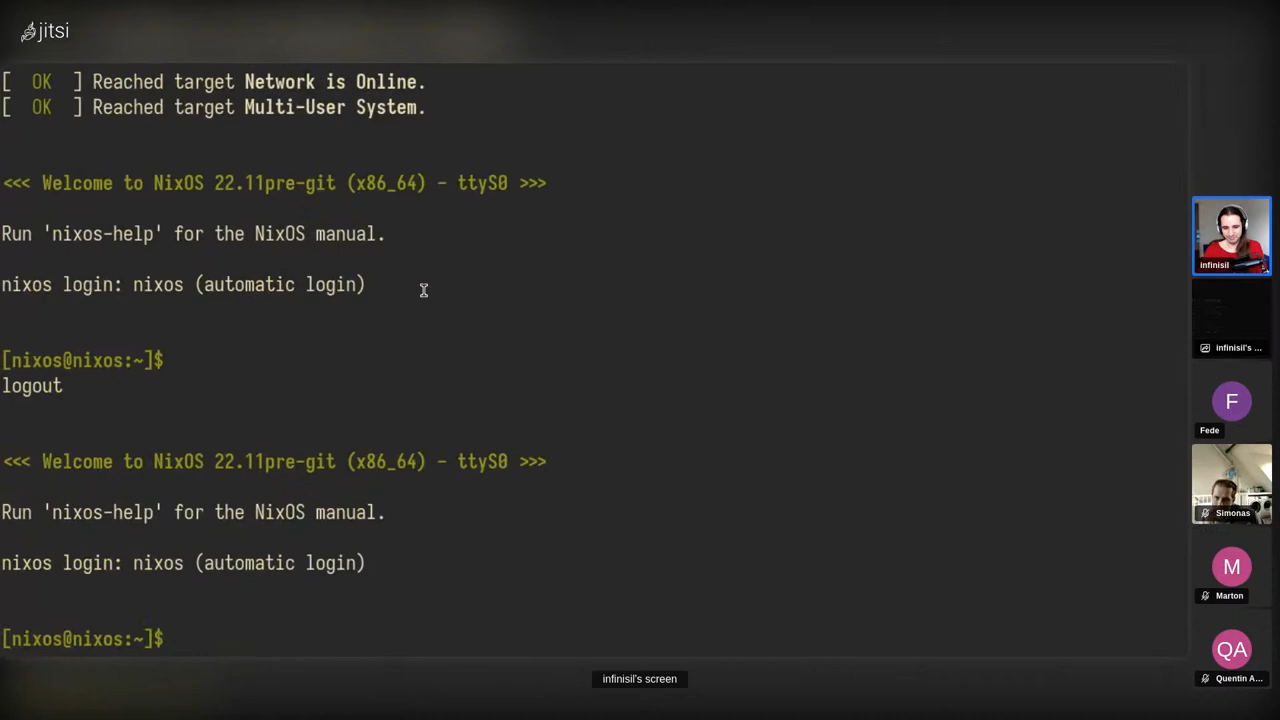 jitsi
[  OK  ] Reached target Network is Online.
[  OK  ] Reached target Multi-User System.
<<< Welcome to NixOS 22.11pre-git (x86_64) - ttyS0 >>>
Run 'nixos-help' for the NixOS manual.
nixos login: nixos (automatic login)
[nixos@nixos:~]$
logout
<<< Welcome to NixOS 22.11pre-git (x86_64) - ttyS0 >>>
Run 'nixos-help' for the NixOS manual.
nixos login: nixos (automatic login)
[nixos@nixos:~]$
infinisil
infinisil's ...
F
Fede
Simonas
M
Marton
QA
Quentin A...
infinisil's screen